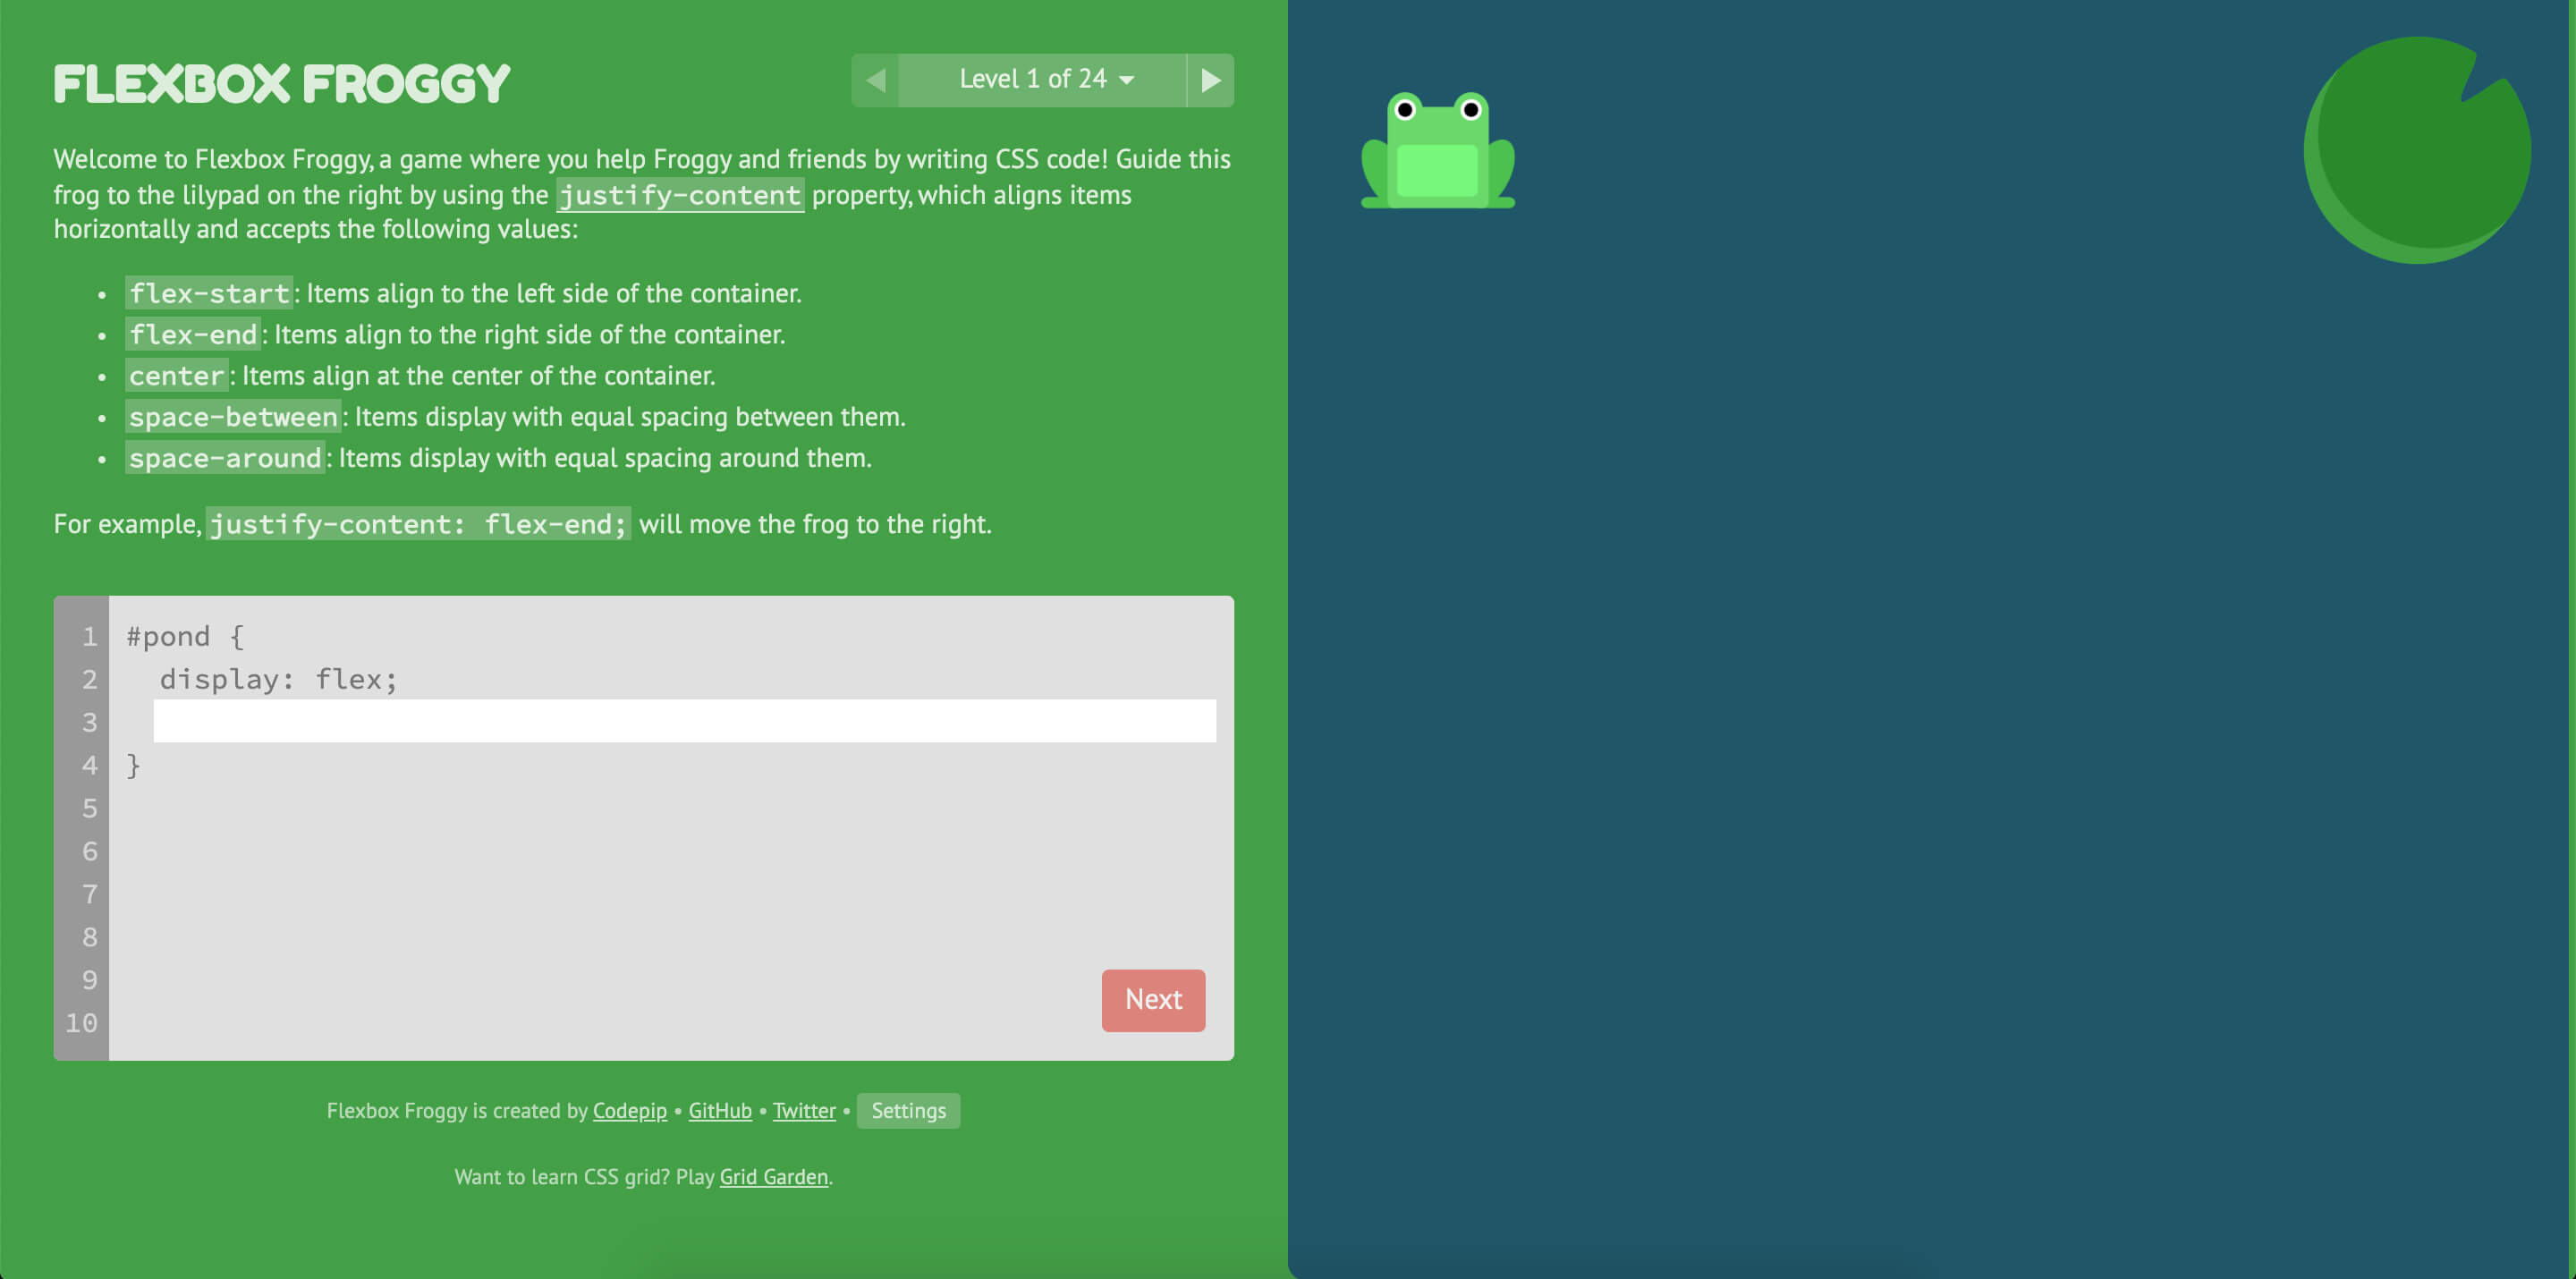 FLEXBOX FROGGY
Level 1 of 24
Welcome to Flexbox Froggy, a game where you help Froggy and friends by writing CSS code! Guide this
frog to the lilypad on the right by using the justify-content property, which aligns items
horizontally and accepts the following values:
• flex-start: Items align to the left side of the container.
• flex-end: Items align to the right side of the container.
• center: Items align at the center of the container.
• space-between: Items display with equal spacing between them.
• space-around: Items display with equal spacing around them.
For example, justify-content: flex-end; will move the frog to the right.
1 #pond {
2 display: flex;
3
4 }
5
6
7
8
9
Next
10
Flexbox Froggy is created by Codepip • GitHub • Twitter • Settings
Want to learn CSS grid? Play Grid Garden.